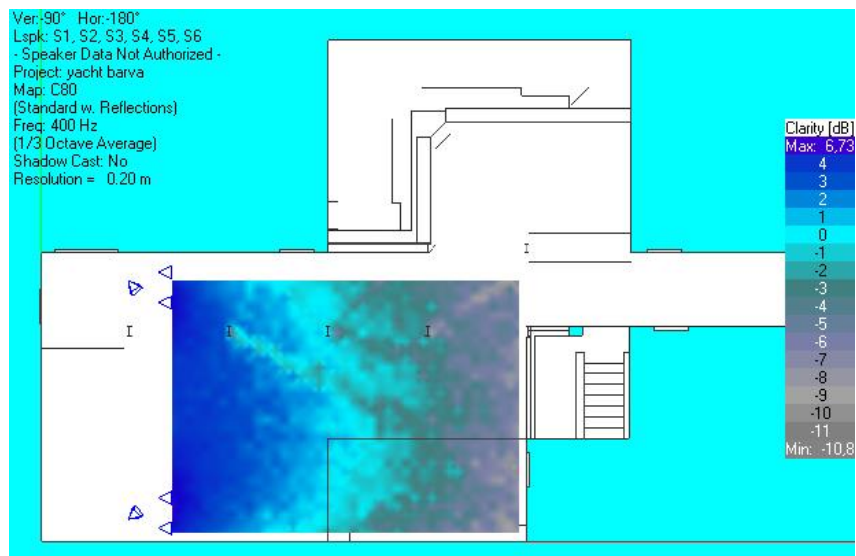 Ver:-90° Hor:-180°
Lspk: S1, S2, S3, S4, S5, S6
- Speaker Data Not Authorized -
Project: yacht barva
Map: C80
(Standard w. Reflections)
Freq: 400 Hz
(1/3 Octave Average)
Shadow Cast: No
Resolution = 0.20 m
Clarity [dB]
Max: 6,73
4
3
2
1
0
-1
-2
-3
-4
-5
-6
-7
-8
-9
-10
-11
Min: -10,8